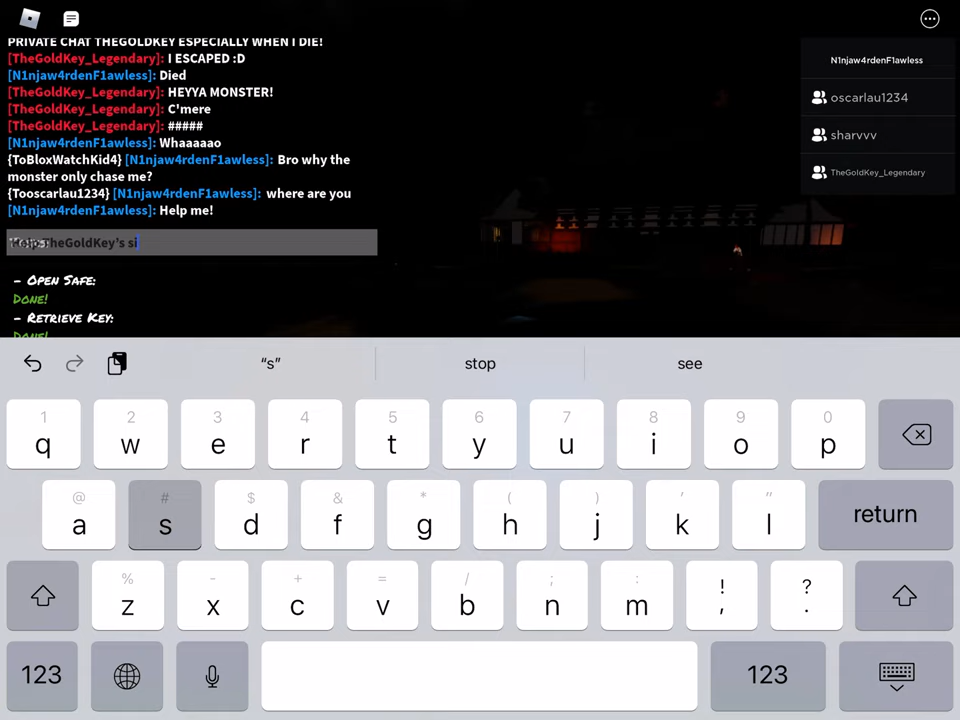 PRIVATE CHAT THEGOLDKEY ESPECIALLY WHEN I DIE!
[TheGoldKey_Legendary]: I ESCAPED :D
[N1njaw4rdenF1awless]: Died
[TheGoldKey_Legendary]: HEYYA MONSTER!
[TheGoldKey_Legendary]: C'mere
[TheGoldKey_Legendary]: #####
[N1njaw4rdenF1awless]: Whaaaaao
{ToBloxWatchKid4} [N1njaw4rdenF1awless]: Bro why the
monster only chase me?
{Tooscarlau1234} [N1njaw4rdenF1awless]: where are you
[N1njaw4rdenF1awless]: Help me!
TheGoldKey's si
- Open Safe:
Done!
- Retrieve Key:
Done!
N1njaw4rdenF1awless
oscarlau1234
sharvvv
TheGoldKey_Legendary
“s” stop see
1 2 3 4 5 6 7 8 9 0
q w e r t y u i o p
@ # $ & * ( ) ' "
a s d f g h j k l return
% - + = / ; : ! ?
z x c v b n m , .
123 123